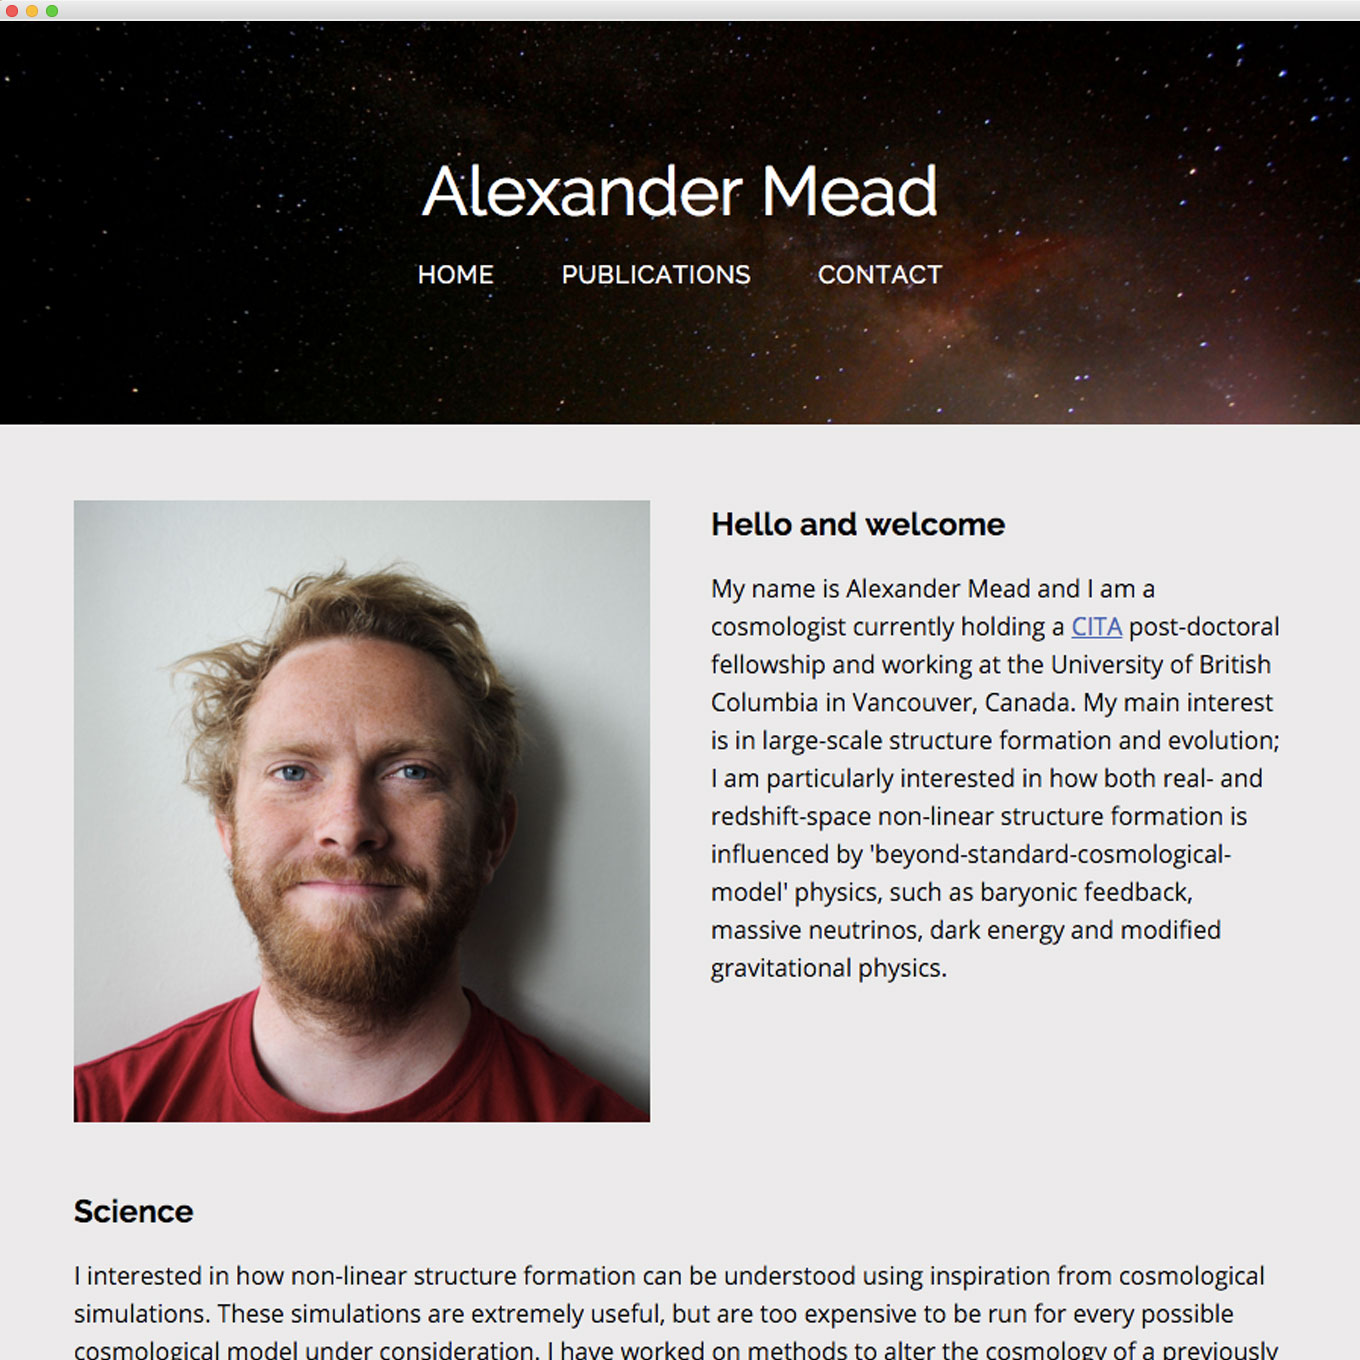 Alexander Mead
HOME PUBLICATIONS CONTACT
Hello and welcome
My name is Alexander Mead and I am a
cosmologist currently holding a CITA post-doctoral
fellowship and working at the University of British
Columbia in Vancouver, Canada. My main interest
is in large-scale structure formation and evolution;
I am particularly interested in how both real- and
redshift-space non-linear structure formation is
influenced by 'beyond-standard-cosmological-
model' physics, such as baryonic feedback,
massive neutrinos, dark energy and modified
gravitational physics.
Science
I interested in how non-linear structure formation can be understood using inspiration from cosmological
simulations. These simulations are extremely useful, but are too expensive to be run for every possible
cosmological model under consideration. I have worked on methods to alter the cosmology of a previously